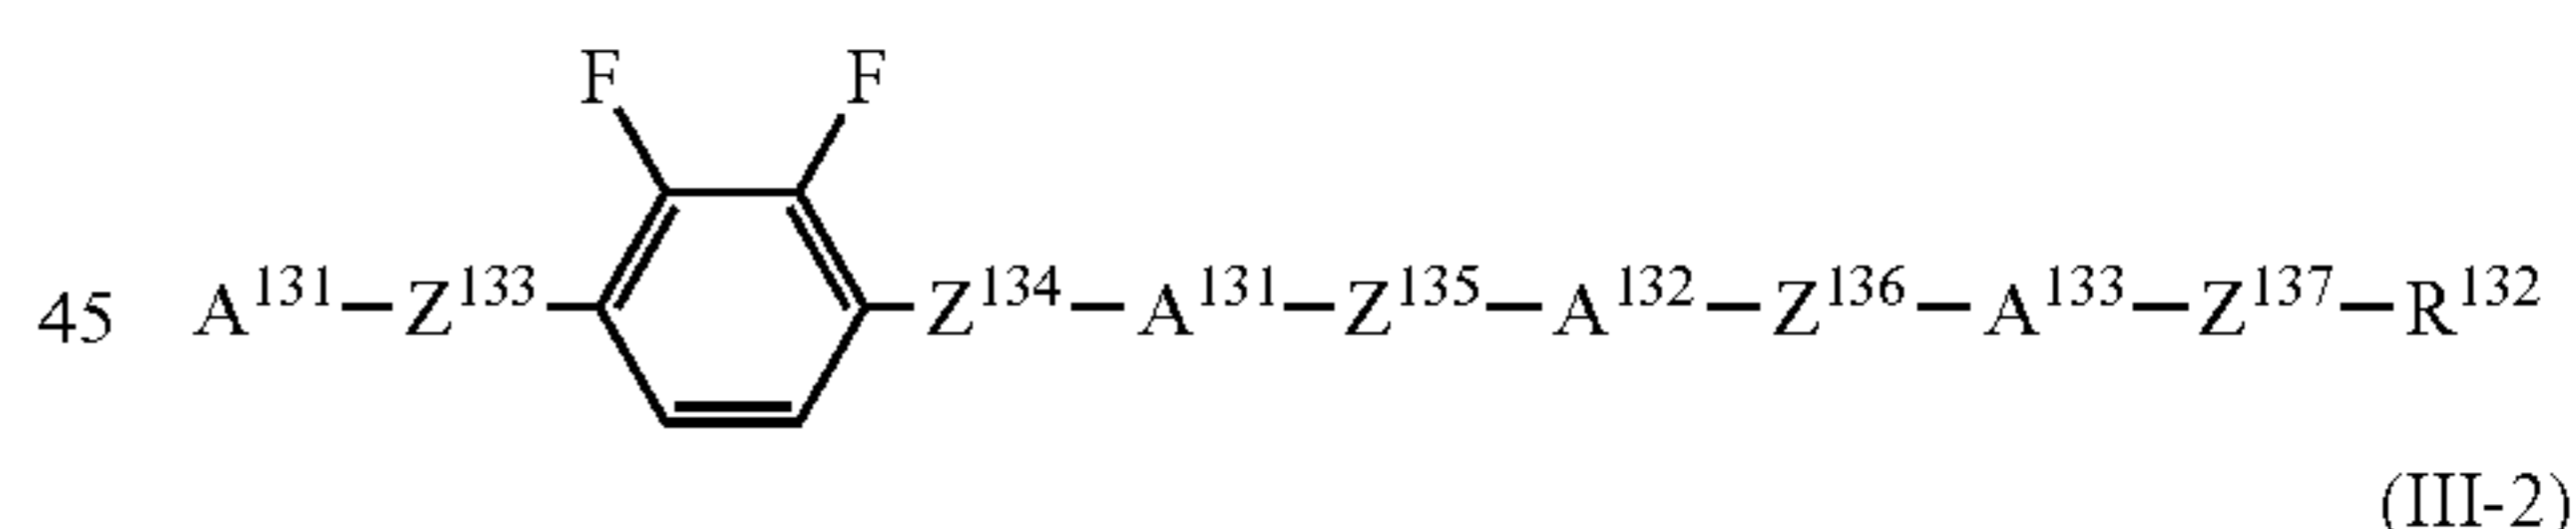 F F
45 A¹³¹—Z¹³³ Z¹³⁴—A¹³¹—Z¹³⁵—A¹³²—Z¹³⁶—A¹³³—Z¹³⁷—R¹³²
(III-2)